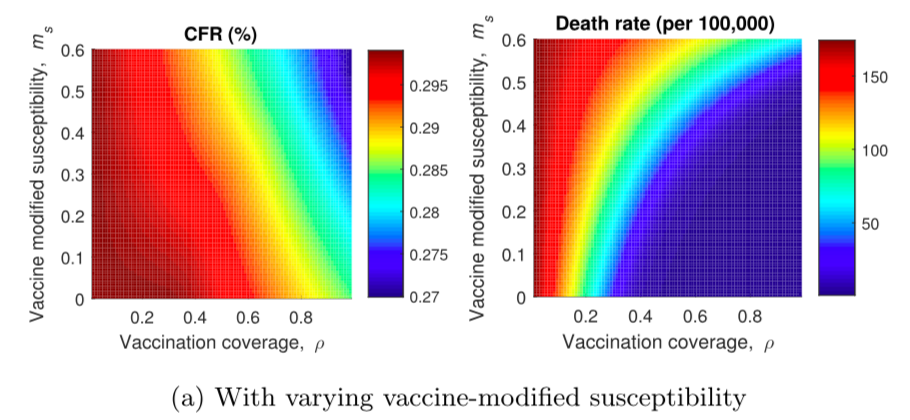 CFR (%)
Vaccine modified susceptibility, m_s
0.6
0.5
0.4
0.3
0.2
0.1
0
0.2 0.4 0.6 0.8
Vaccination coverage, ρ
0.295
0.29
0.285
0.28
0.275
0.27
Death rate (per 100,000)
Vaccine modified susceptibility, m_s
0.6
0.5
0.4
0.3
0.2
0.1
0
0.2 0.4 0.6 0.8
Vaccination coverage, ρ
150
100
50
(a) With varying vaccine-modified susceptibility